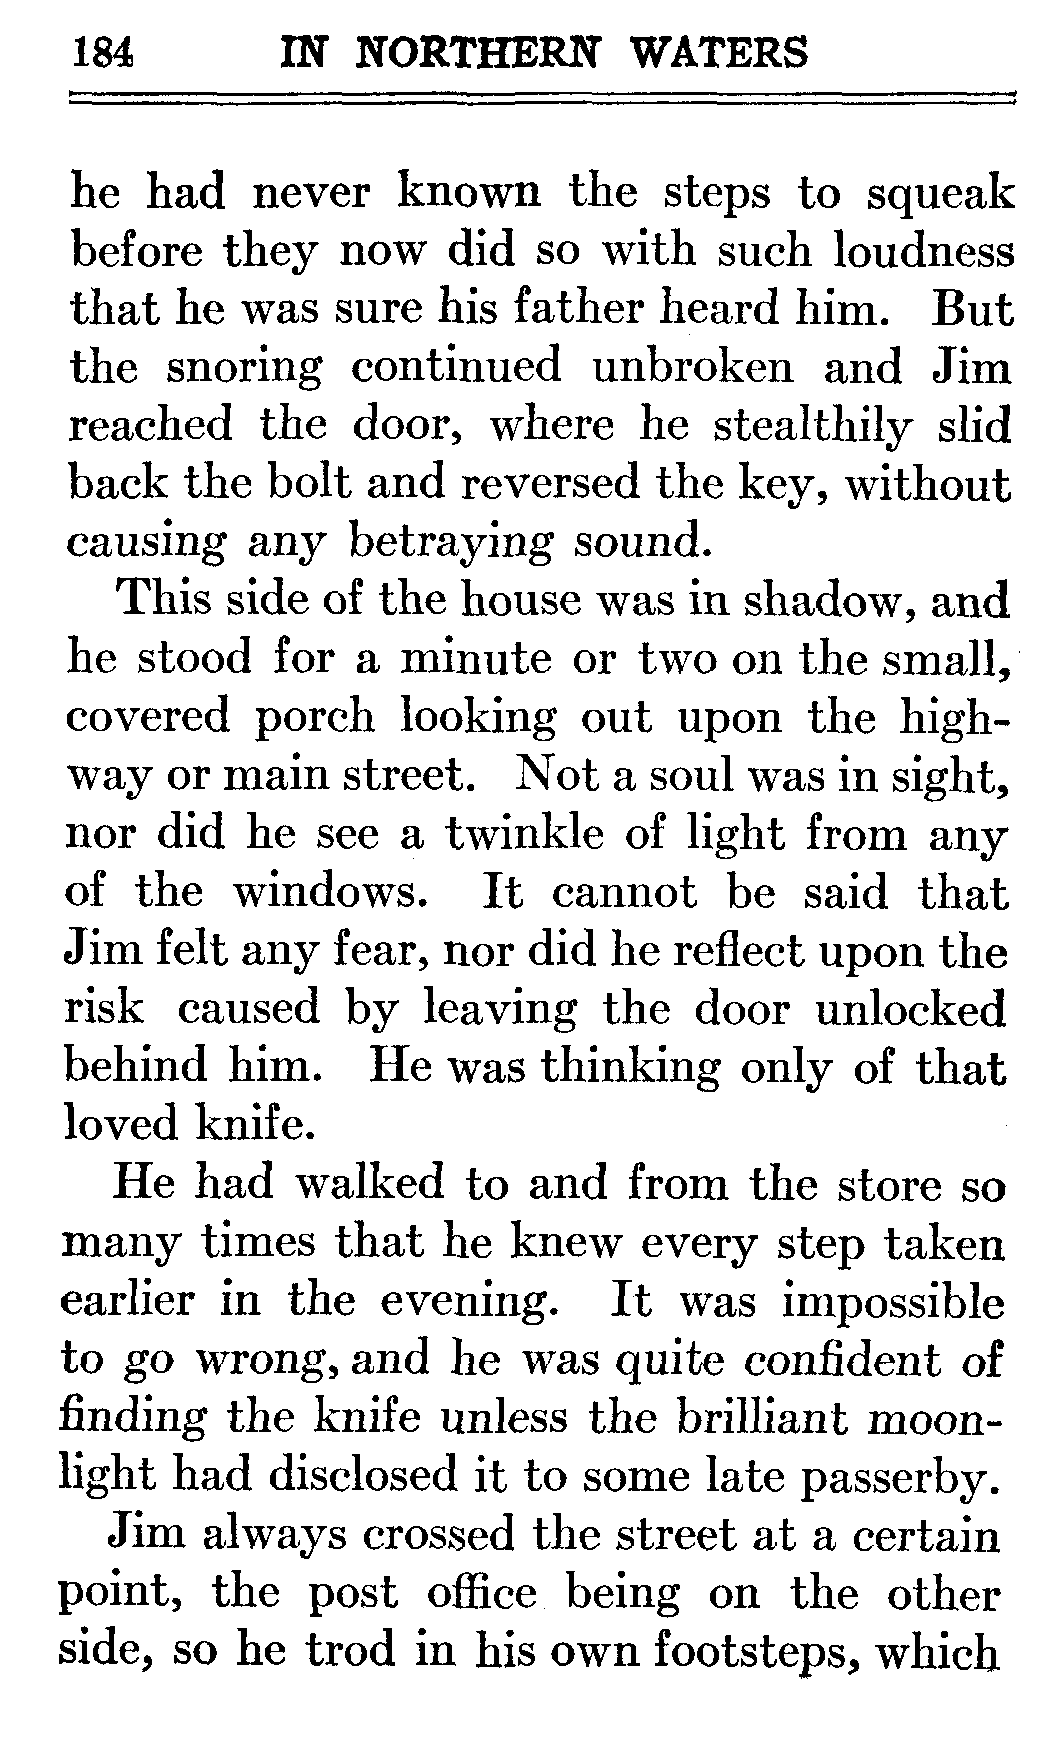 184 IN NORTHERN WATERS
he had never known the steps to squeak
before they now did so with such loudness
that he was sure his father heard him. But
the snoring continued unbroken and Jim
reached the door, where he stealthily slid
back the bolt and reversed the key, without
causing any betraying sound.
This side of the house was in shadow, and
he stood for a minute or two on the small,
covered porch looking out upon the high-
way or main street. Not a soul was in sight,
nor did he see a twinkle of light from any
of the windows. It cannot be said that
Jim felt any fear, nor did he reflect upon the
risk caused by leaving the door unlocked
behind him. He was thinking only of that
loved knife.
He had walked to and from the store so
many times that he knew every step taken
earlier in the evening. It was impossible
to go wrong, and he was quite confident of
finding the knife unless the brilliant moon-
light had disclosed it to some late passerby.
Jim always crossed the street at a certain
point, the post office being on the other
side, so he trod in his own footsteps, which